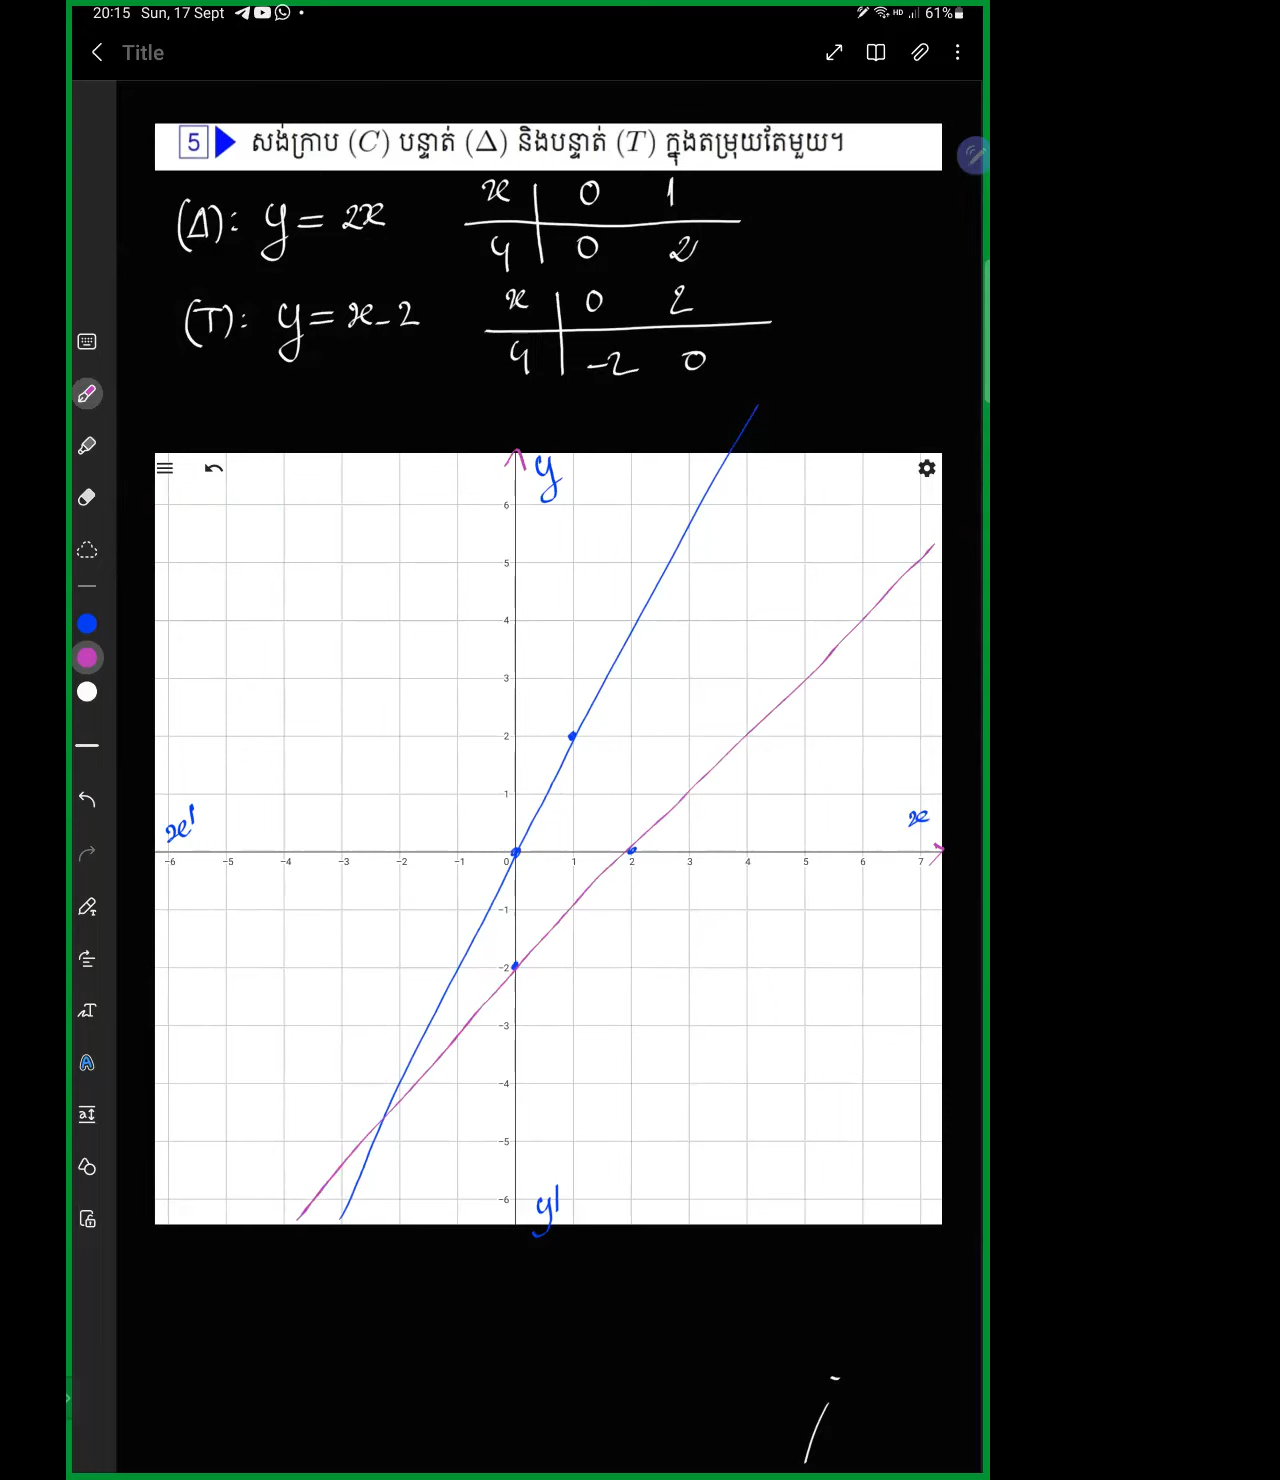 20:15 Sun, 17 Sept • HD 61%
Title
5 សង់ក្រាប (C) បន្ទាត់ (Δ) និងបន្ទាត់ (T) ក្នុងតម្រុយតែមួយ។
(Δ): y = 2x
x 0 1
y 0 2
(T): y = x - 2
x 0 2
y -2 0
y
6
5
4
3
2
1
x' x
-6 -5 -4 -3 -2 -1 0 1 2 3 4 5 6 7
-1
-2
-3
-4
-5
-6
y'